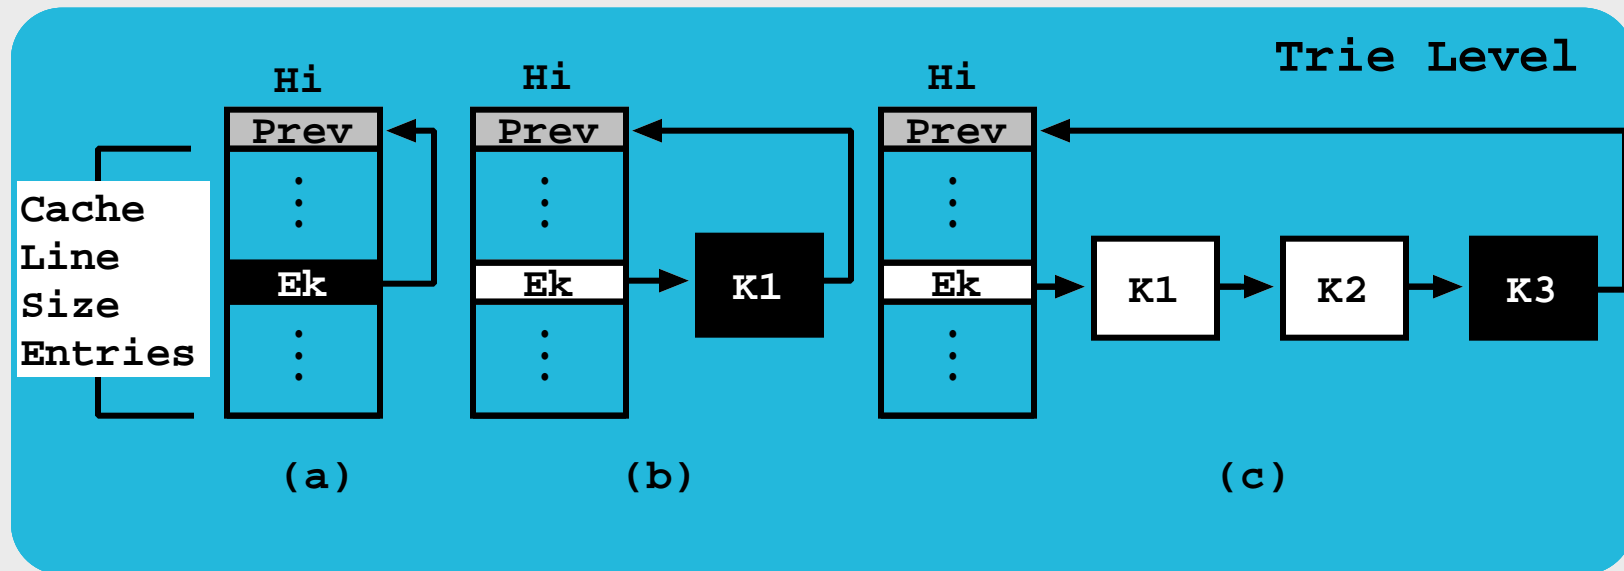 Trie Level
Hi
Hi
Hi
Prev
Prev
Prev
Cache
Line
Size
Entries
Ek
Ek
K1
Ek
K1
K2
K3
(a)
(b)
(c)